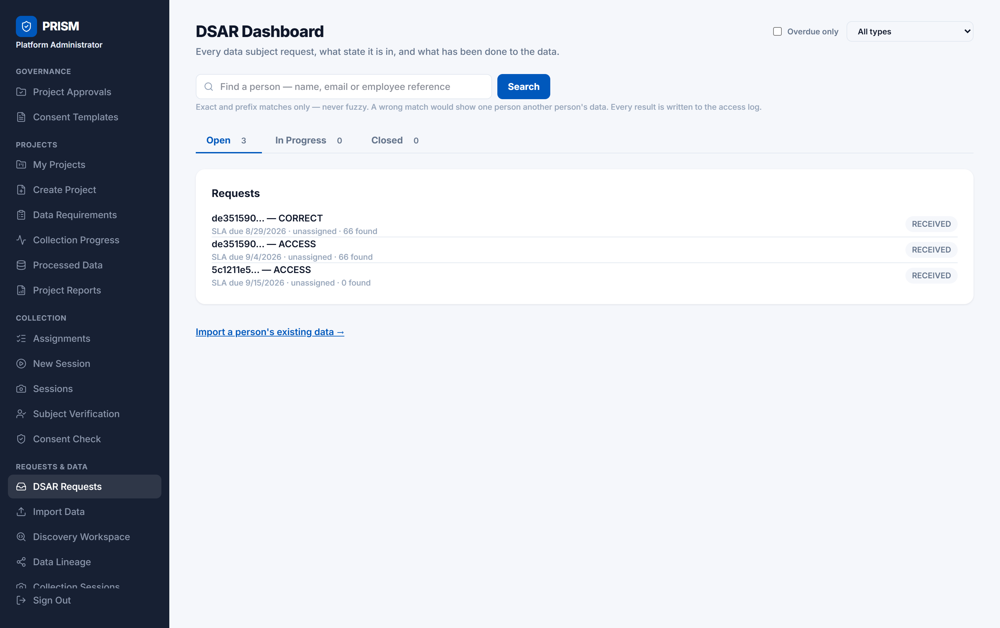 PRISM
Platform Administrator
GOVERNANCE
Project Approvals
Consent Templates
PROJECTS
My Projects
Create Project
Data Requirements
Collection Progress
Processed Data
Project Reports
COLLECTION
Assignments
New Session
Sessions
Subject Verification
Consent Check
REQUESTS & DATA
DSAR Requests
Import Data
Discovery Workspace
Data Lineage
Collection Sessions
Sign Out
DSAR Dashboard
Overdue only
All types
Every data subject request, what state it is in, and what has been done to the data.
Find a person — name, email or employee reference
Search
Exact and prefix matches only — never fuzzy. A wrong match would show one person another person's data. Every result is written to the access log.
Open 3 In Progress 0 Closed 0
Requests
de351590... — CORRECT
SLA due 8/29/2026 · unassigned · 66 found
RECEIVED
de351590... — ACCESS
SLA due 9/4/2026 · unassigned · 66 found
RECEIVED
5c1211e5... — ACCESS
SLA due 9/15/2026 · unassigned · 0 found
RECEIVED
Import a person's existing data →